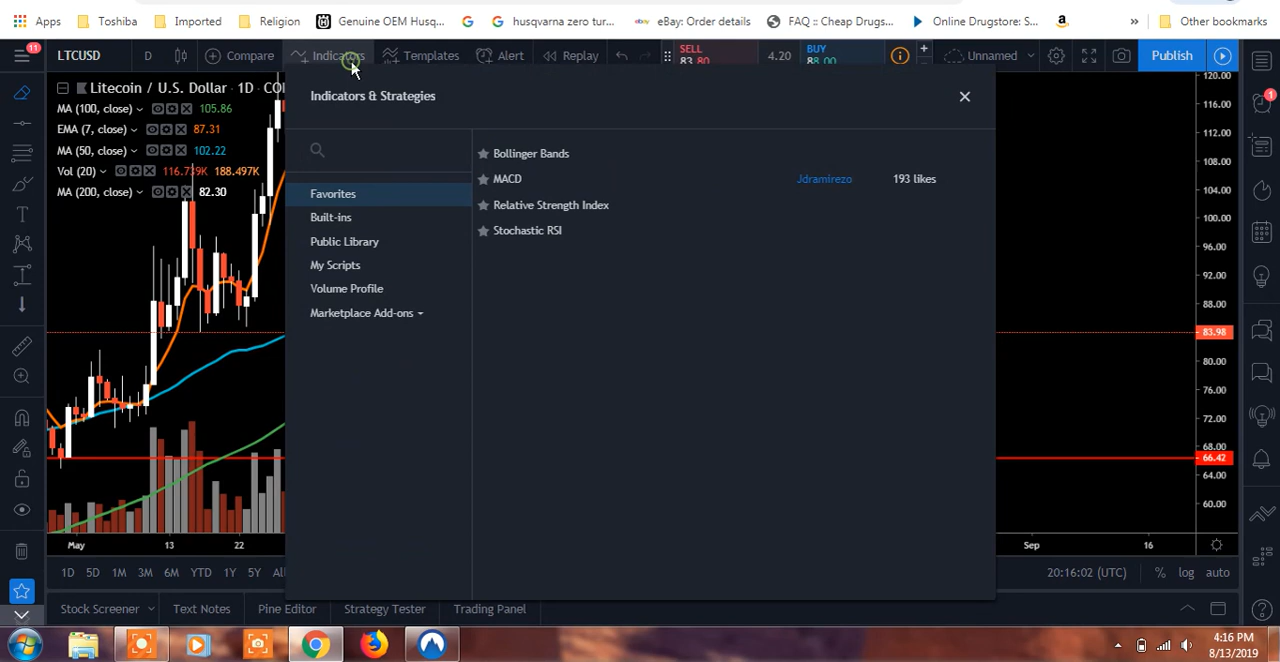 Apps Toshiba Imported Religion Genuine OEM Husq... husqvarna zero tur... eBay: Order details FAQ :: Cheap Drugs... Online Drugstore: S... » Other bookmarks
11 LTCUSD D Compare Indicators Templates Alert Replay SELL 83.80 4.20 BUY 88.00 Unnamed Publish
Litecoin / U.S. Dollar · 1D
MA (100, close) 105.86
EMA (7, close) 87.31
MA (50, close) 102.22
Vol (20) 188.497K
MA (200, close) 82.30
Indicators & Strategies
Favorites
Built-ins
Public Library
My Scripts
Volume Profile
Marketplace Add-ons
Bollinger Bands
MACD Jdramirezo 193 likes
Relative Strength Index
Stochastic RSI
120.00
116.00
112.00
108.00
104.00
100.00
96.00
92.00
88.00
83.98
80.00
76.00
72.00
68.00
66.42
64.00
60.00
1
May 13 22 Sep 16
1D 5D 1M 3M 6M YTD 1Y 5Y 20:16:02 (UTC) % log auto
Stock Screener Text Notes Pine Editor Strategy Tester Trading Panel
4:16 PM
8/13/2019